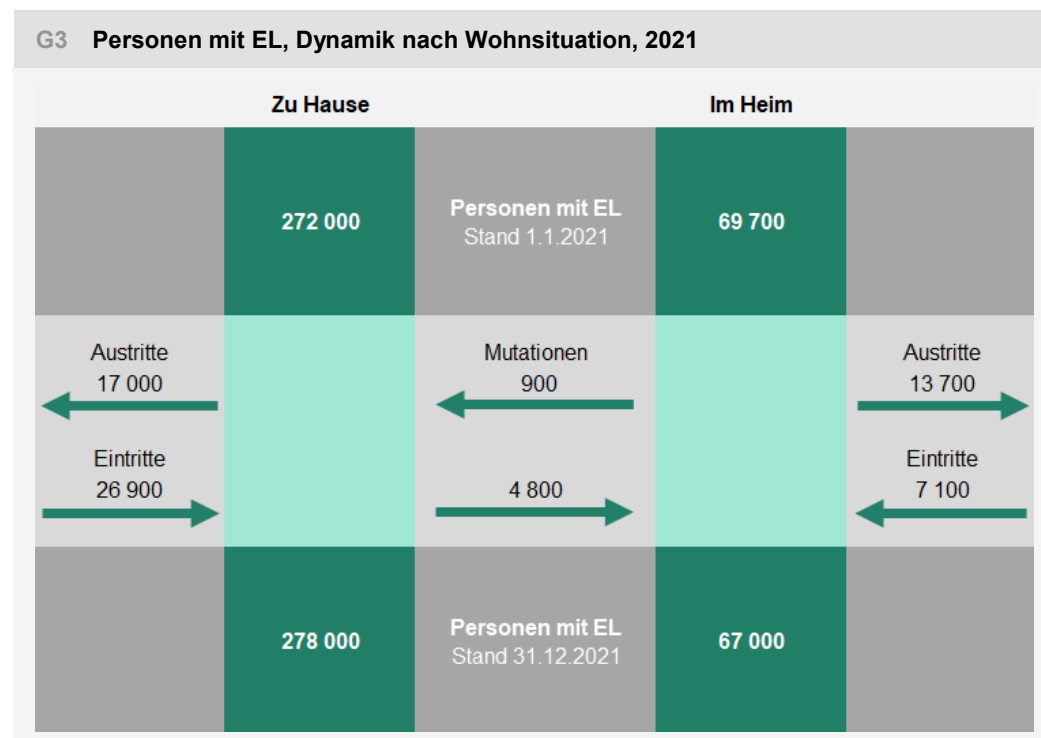 G3 Personen mit EL, Dynamik nach Wohnsituation, 2021
Zu Hause Im Heim
272 000
Personen mit EL
Stand 1.1.2021
69 700
Austritte
17 000
Mutationen
900
Austritte
13 700
Eintritte
26 900
4 800
Eintritte
7 100
278 000
Personen mit EL
Stand 31.12.2021
67 000